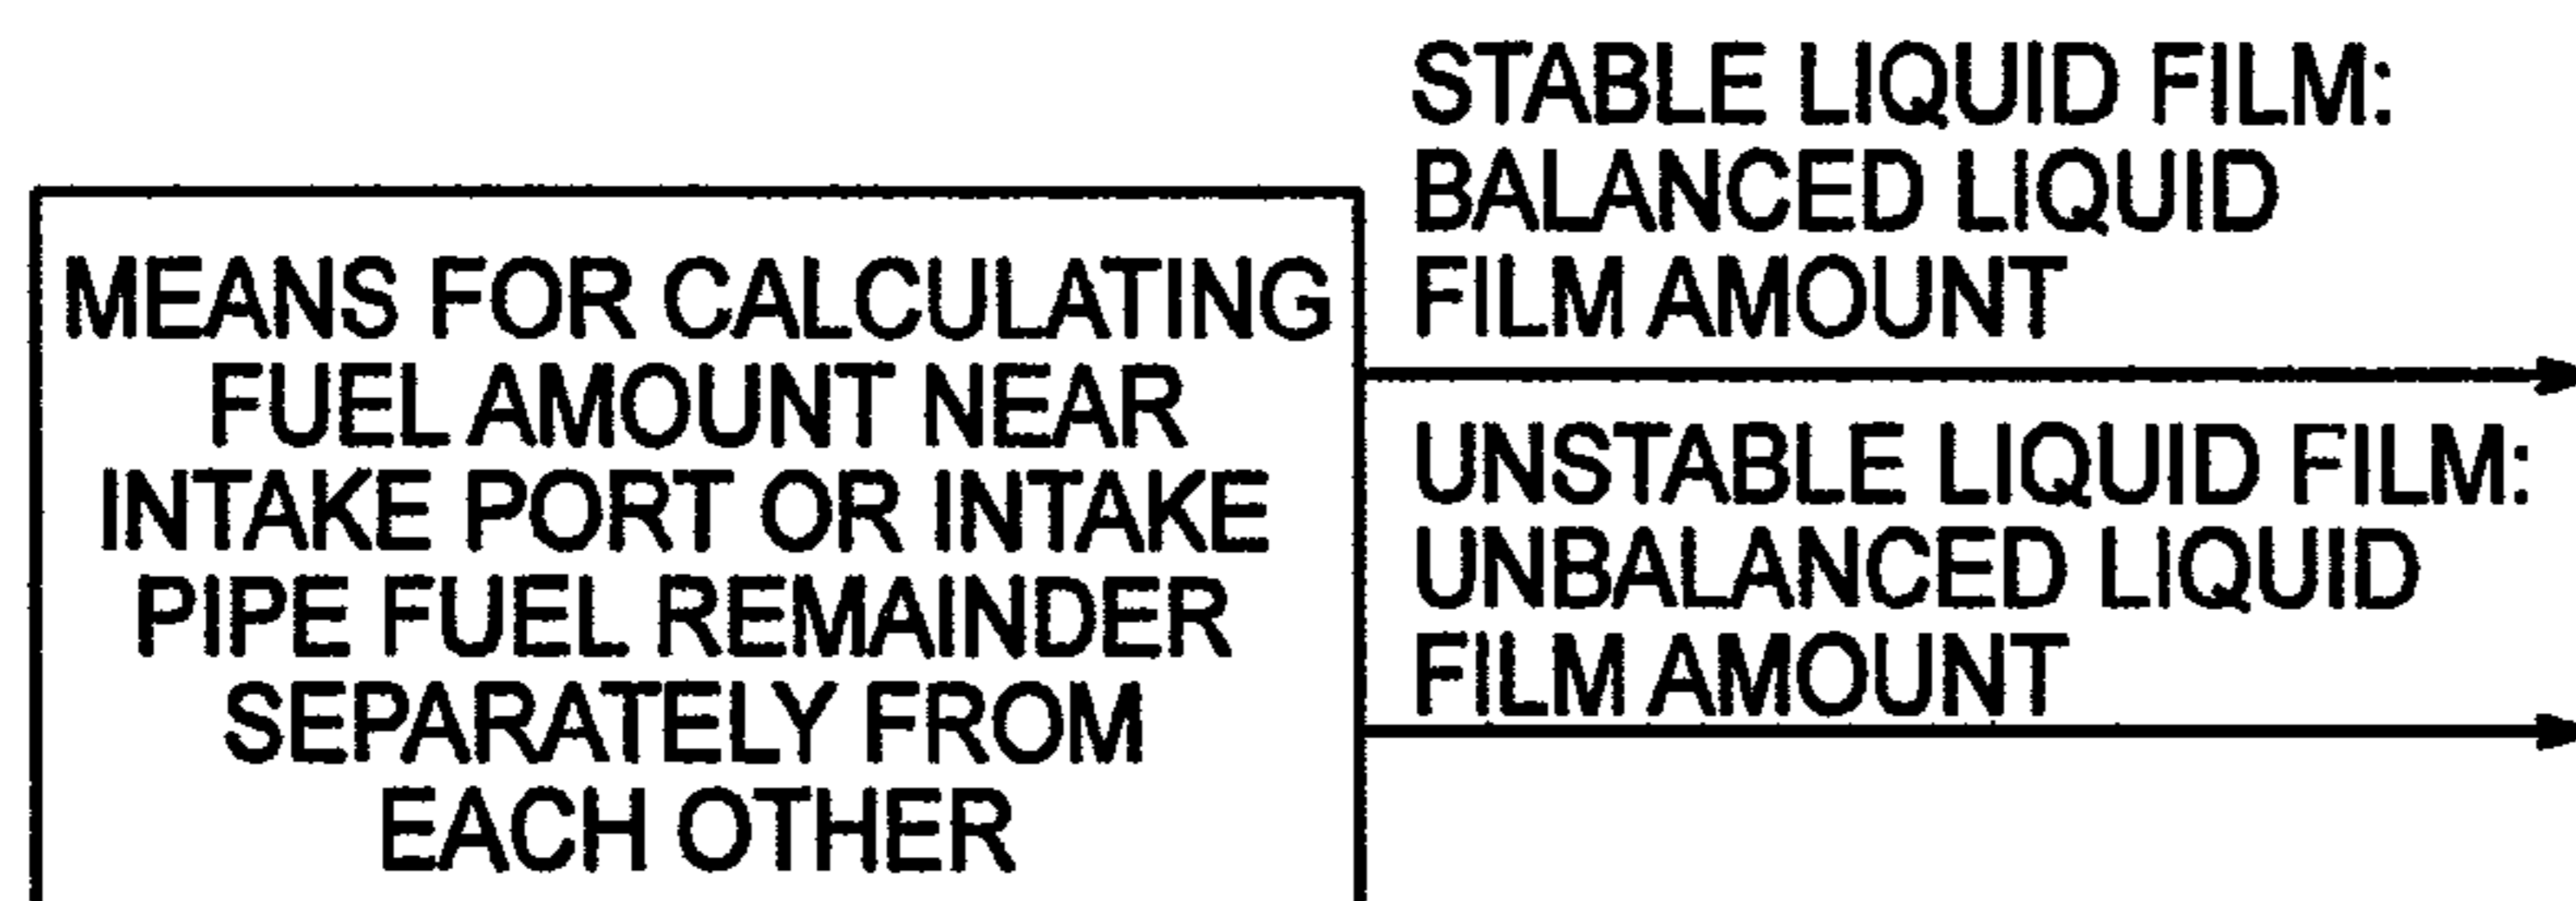 MEANS FOR CALCULATING
FUEL AMOUNT NEAR
INTAKE PORT OR INTAKE
PIPE FUEL REMAINDER
SEPARATELY FROM
EACH OTHER
STABLE LIQUID FILM:
BALANCED LIQUID
FILM AMOUNT
UNSTABLE LIQUID FILM:
UNBALANCED LIQUID
FILM AMOUNT